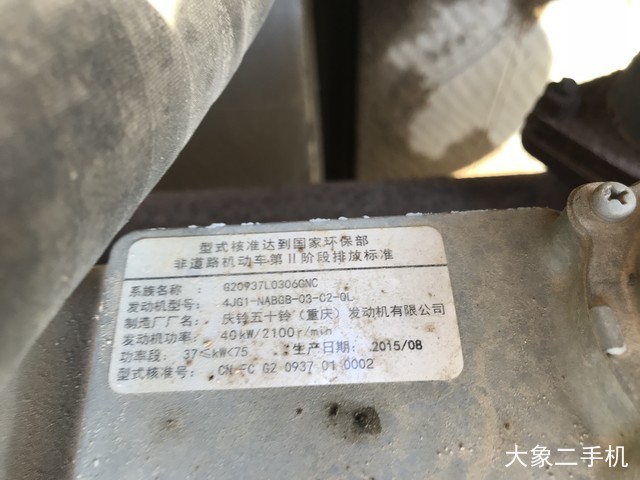 型式核准达到国家环保部
非道路机动车第II阶段排放标准
系族名称: G20937L0306GNC
发动机型号: 4JG1-NABGB-03-C2-QL
制造厂厂名: 庆铃五十铃(重庆)发动机有限公司
发动机功率: 40kW/2100r/min
功率段: 37≤kW<75 生产日期: 2015/08
型式核准号: CN FC G2 0937 01 0002
大象二手机